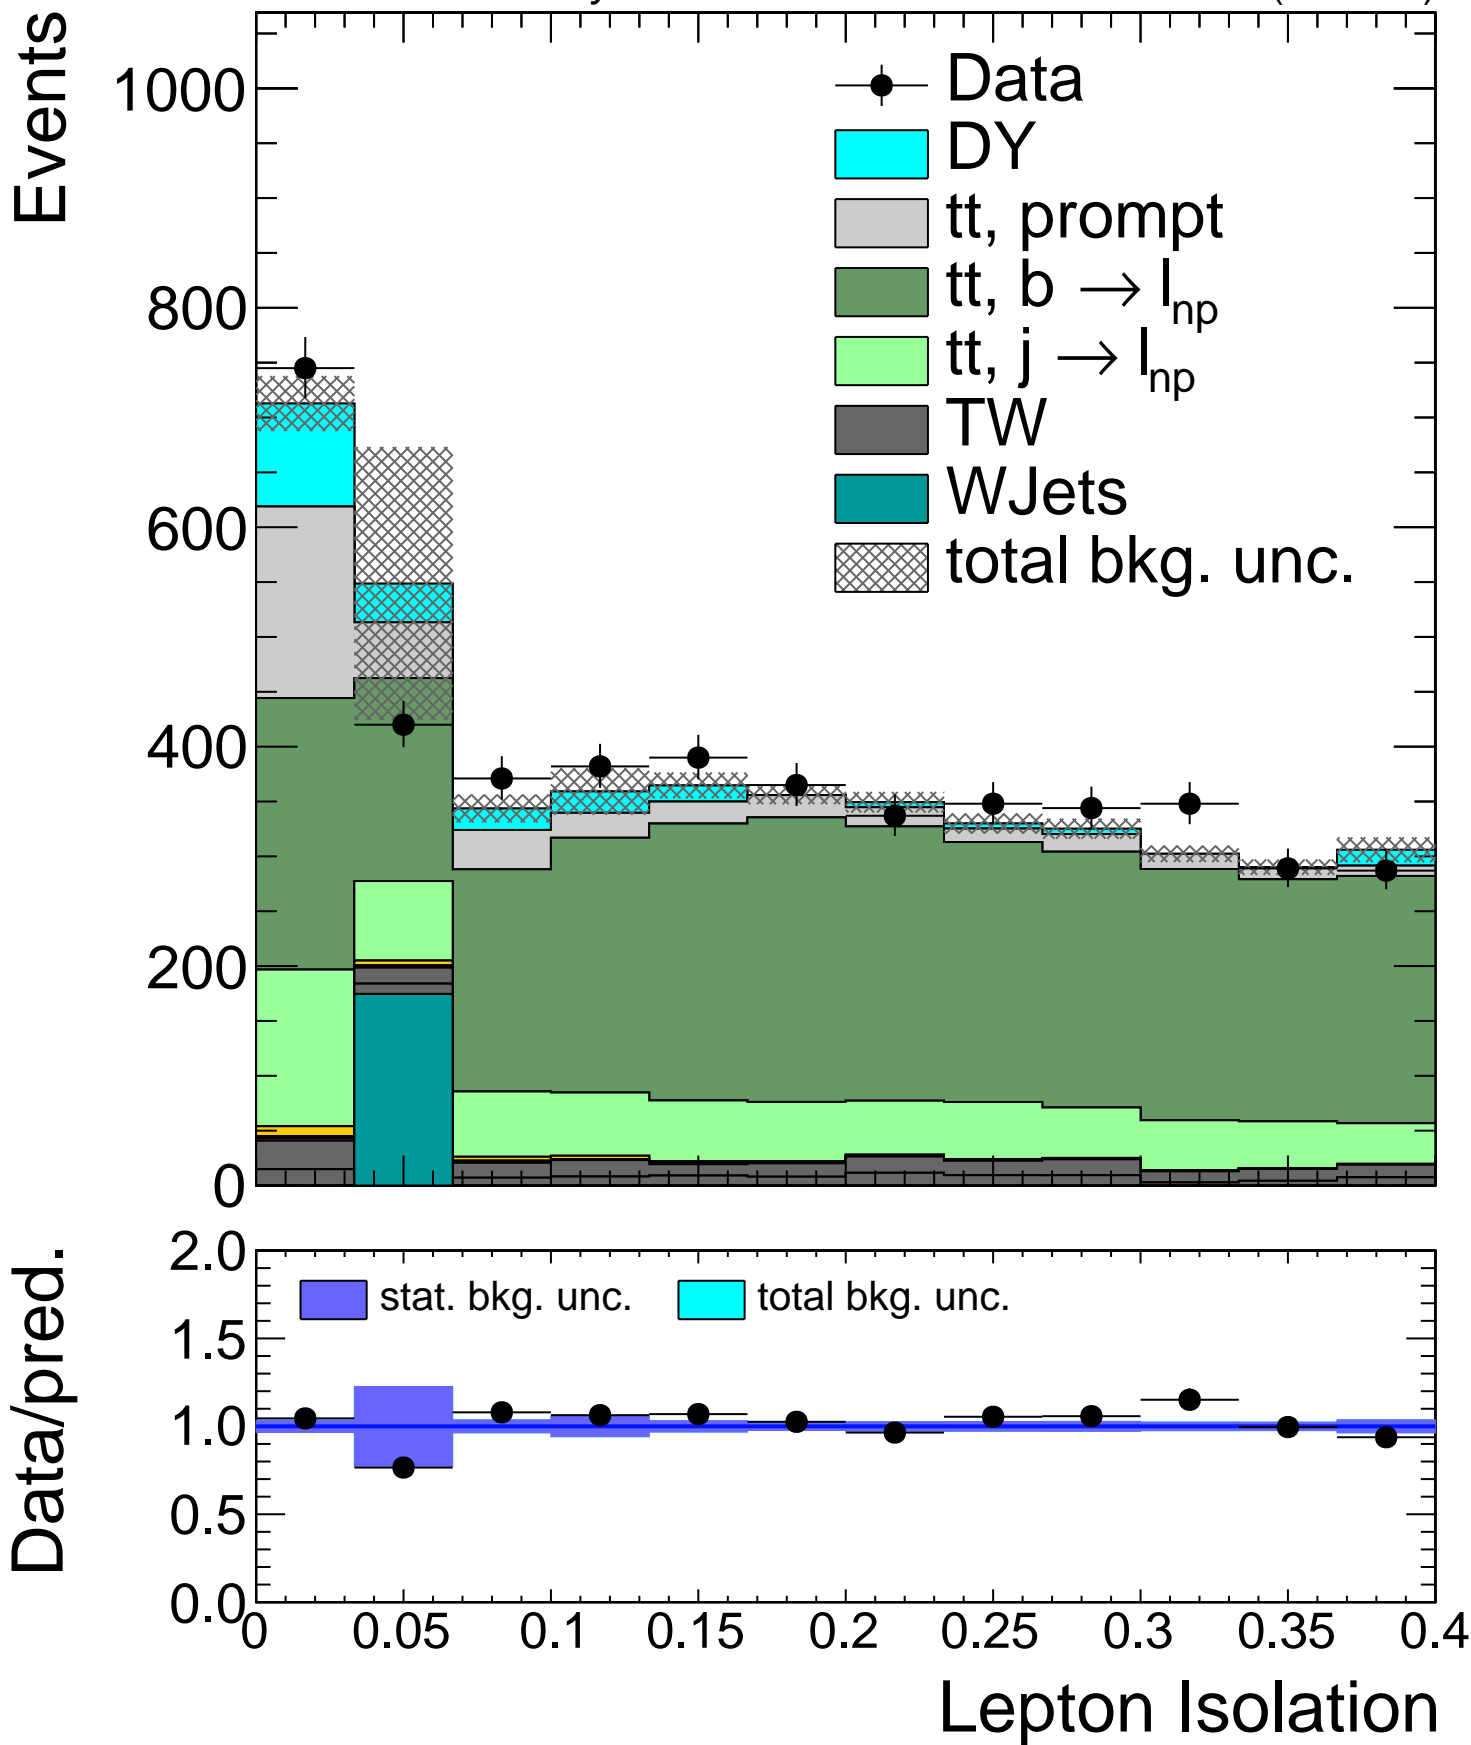 Events
1000
800
600
400
200
0
Data
DY
tt, prompt
tt, b → l_np
tt, j → l_np
TW
WJets
total bkg. unc.
Data/pred.
2.0
1.5
1.0
0.5
0.0
stat. bkg. unc.
total bkg. unc.
0 0.05 0.1 0.15 0.2 0.25 0.3 0.35 0.4
Lepton Isolation